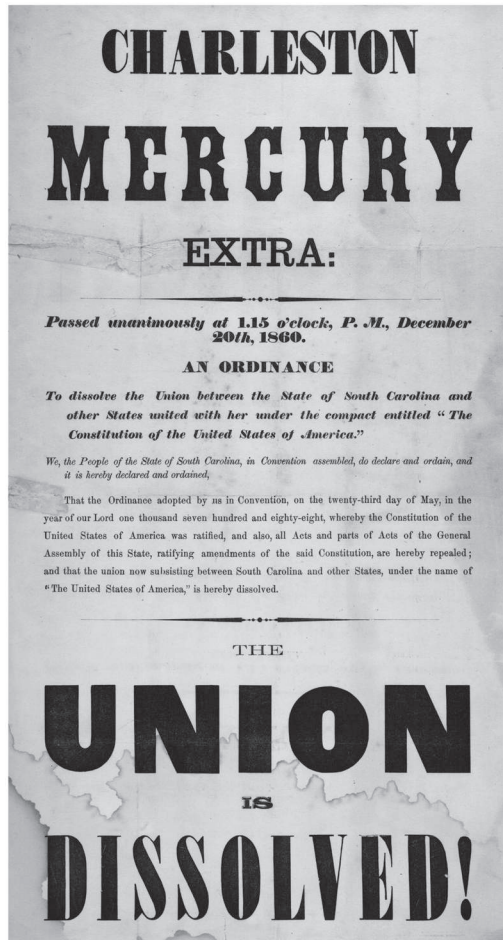 CHARLESTON
MERCURY
EXTRA:
Passed unanimously at 1.15 o'clock, P. M., December
20th, 1860.
AN ORDINANCE
To dissolve the Union between the State of South Carolina and
other States united with her under the compact entitled “ The
Constitution of the United States of America.”
We, the People of the State of South Carolina, in Convention assembled, do declare and ordain, and
it is hereby declared and ordained,
That the Ordinance adopted by us in Convention, on the twenty-third day of May, in the
year of our Lord one thousand seven hundred and eighty-eight, whereby the Constitution of the
United States of America was ratified, and also, all Acts and parts of Acts of the General
Assembly of this State, ratifying amendments of the said Constitution, are hereby repealed ;
and that the union now subsisting between South Carolina and other States, under the name of
“The United States of America,” is hereby dissolved.
THE
UNION
IS
DISSOLVED!